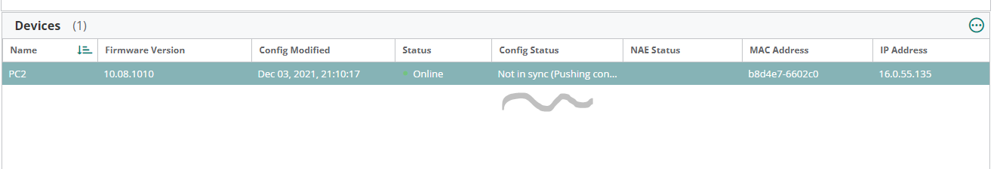 Devices (1)
Name Firmware Version Config Modified Status Config Status NAE Status MAC Address IP Address
PC2 10.08.1010 Dec 03, 2021, 21:10:17 Online Not in sync (Pushing con... b8d4e7-6602c0 16.0.55.135